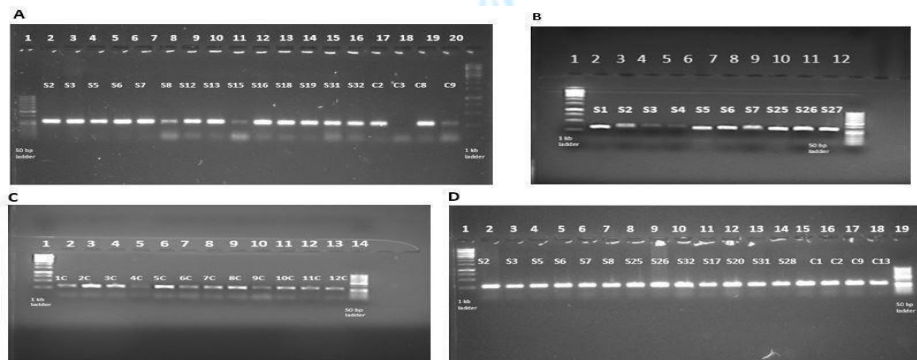 A
1 2 3 4 5 6 7 8 9 10 11 12 13 14 15 16 17 18 19 20
S2 S3 S5 S6 S7 S8 S12 S13 S15 S16 S18 S19 S31 S32 C2 C3 C8 C9
50 bp
ladder
1 kb
ladder
B
1 2 3 4 5 6 7 8 9 10 11 12
S1 S2 S3 S4 S5 S6 S7 S25 S26 S27
1 kb
ladder
50 bp
ladder
C
1 2 3 4 5 6 7 8 9 10 11 12 13 14
1C 2C 3C 4C 5C 6C 7C 8C 9C 10C 11C 12C
1 kb
ladder
50 bp
ladder
D
1 2 3 4 5 6 7 8 9 10 11 12 13 14 15 16 17 18 19
S2 S3 S5 S6 S7 S8 S25 S26 S32 S17 S20 S31 S28 C1 C2 C9 C13
1 kb
ladder
50 bp
ladder